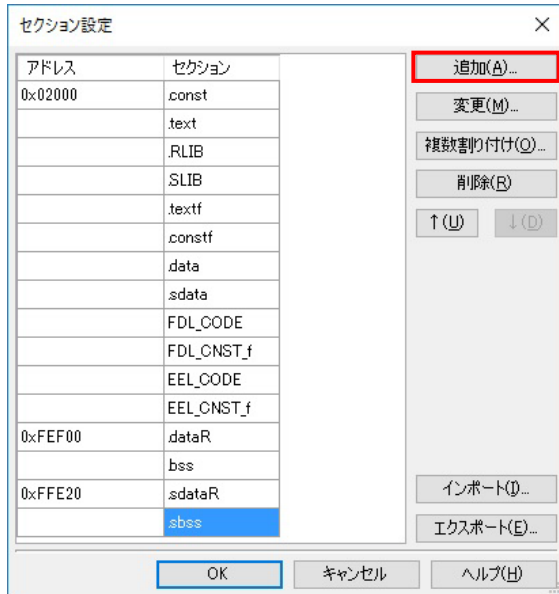 セクション設定
アドレス セクション 追加(A)...
0x02000 .const 変更(M)...
.text
.RLIB 複数割り付け(O)...
.SLIB 削除(R)
.textf ↑(U) ↓(D)
.constf
.data
.sdata
FDL_CODE
FDL_CNST_f
EEL_CODE
EEL_CNST_f
0xFEF00 .dataR
.bss
0xFFE20 .sdataR インポート(I)...
.sbss エクスポート(E)...
OK キャンセル ヘルプ(H)